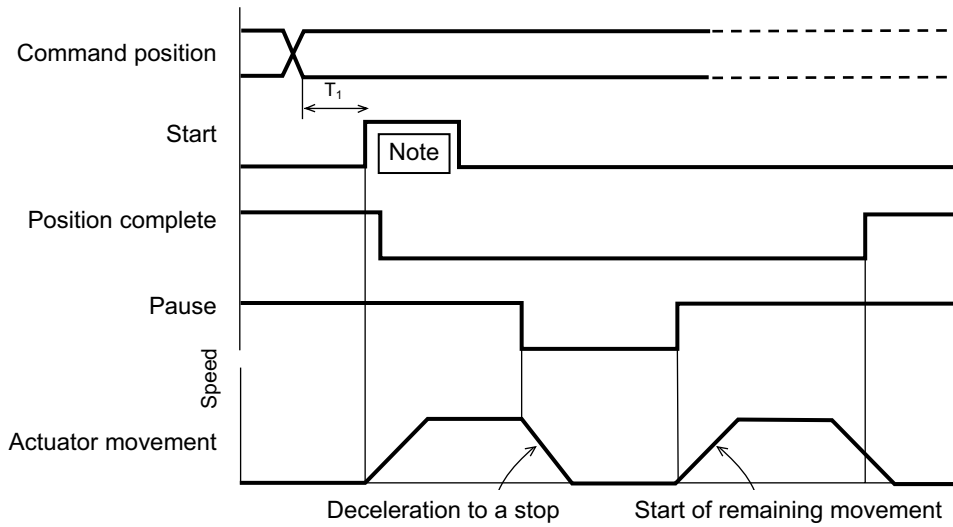 Command position
T₁
Start
Note
Position complete
Pause
Speed
Actuator movement
Deceleration to a stop
Start of remaining movement